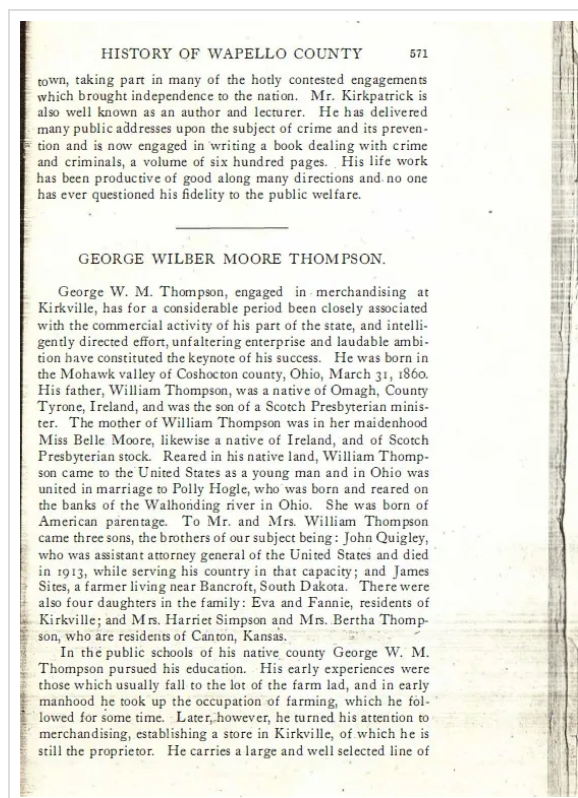 HISTORY OF WAPELLO COUNTY 571
town, taking part in many of the hotly contested engagements
which brought independence to the nation. Mr. Kirkpatrick is
also well known as an author and lecturer. He has delivered
many public addresses upon the subject of crime and its preven-
tion and is now engaged in writing a book dealing with crime
and criminals, a volume of six hundred pages. His life work
has been productive of good along many directions and no one
has ever questioned his fidelity to the public welfare.
GEORGE WILBER MOORE THOMPSON.
George W. M. Thompson, engaged in merchandising at
Kirkville, has for a considerable period been closely associated
with the commercial activity of his part of the state, and intelli-
gently directed effort, unfaltering enterprise and laudable ambi-
tion have constituted the keynote of his success. He was born in
the Mohawk valley of Coshocton county, Ohio, March 31, 1860.
His father, William Thompson, was a native of Omagh, County
Tyrone, Ireland, and was the son of a Scotch Presbyterian minis-
ter. The mother of William Thompson was in her maidenhood
Miss Belle Moore, likewise a native of Ireland, and of Scotch
Presbyterian stock. Reared in his native land, William Thomp-
son came to the United States as a young man and in Ohio was
united in marriage to Polly Hogle, who was born and reared on
the banks of the Walhonding river in Ohio. She was born of
American parentage. To Mr. and Mrs. William Thompson
came three sons, the brothers of our subject being: John Quigley,
who was assistant attorney general of the United States and died
in 1913, while serving his country in that capacity; and James
Sites, a farmer living near Bancroft, South Dakota. There were
also four daughters in the family: Eva and Fannie, residents of
Kirkville; and Mrs. Harriet Simpson and Mrs. Bertha Thomp-
son, who are residents of Canton, Kansas.
In the public schools of his native county George W. M.
Thompson pursued his education. His early experiences were
those which usually fall to the lot of the farm lad, and in early
manhood he took up the occupation of farming, which he fol-
lowed for some time. Later, however, he turned his attention to
merchandising, establishing a store in Kirkville, of which he is
still the proprietor. He carries a large and well selected line of